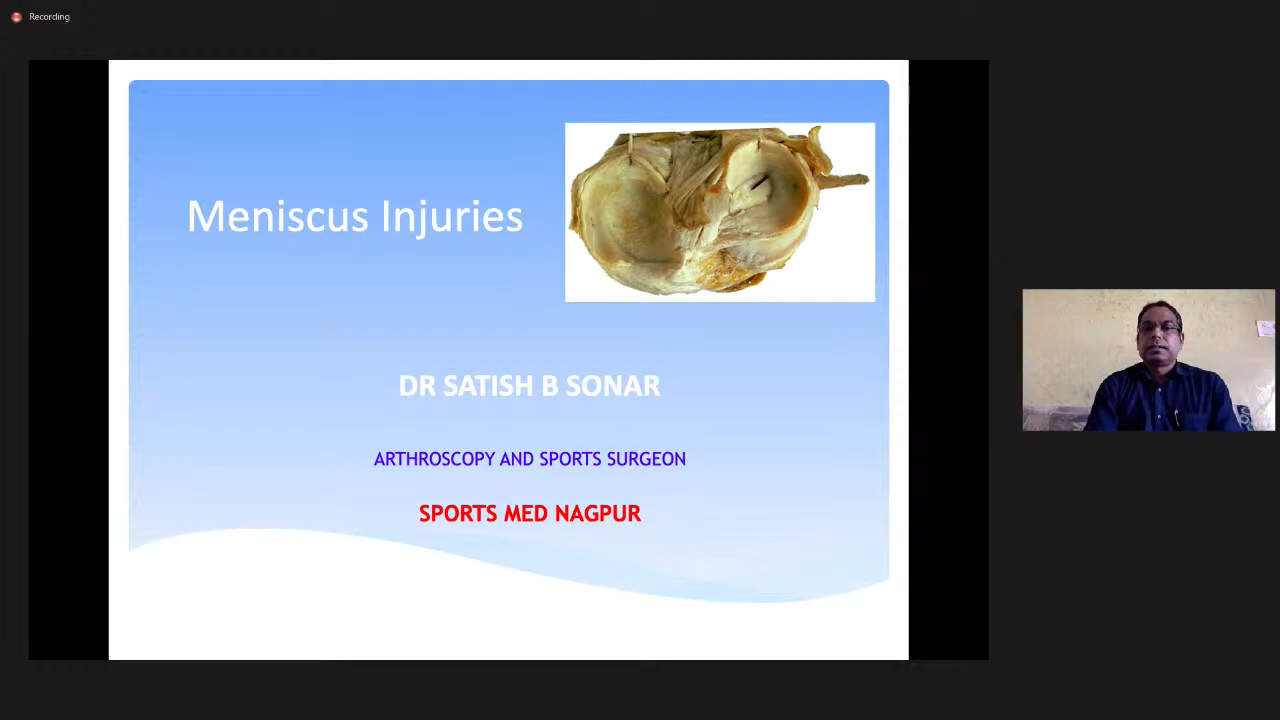 Recording
Meniscus Injuries
DR SATISH B SONAR
ARTHROSCOPY AND SPORTS SURGEON
SPORTS MED NAGPUR